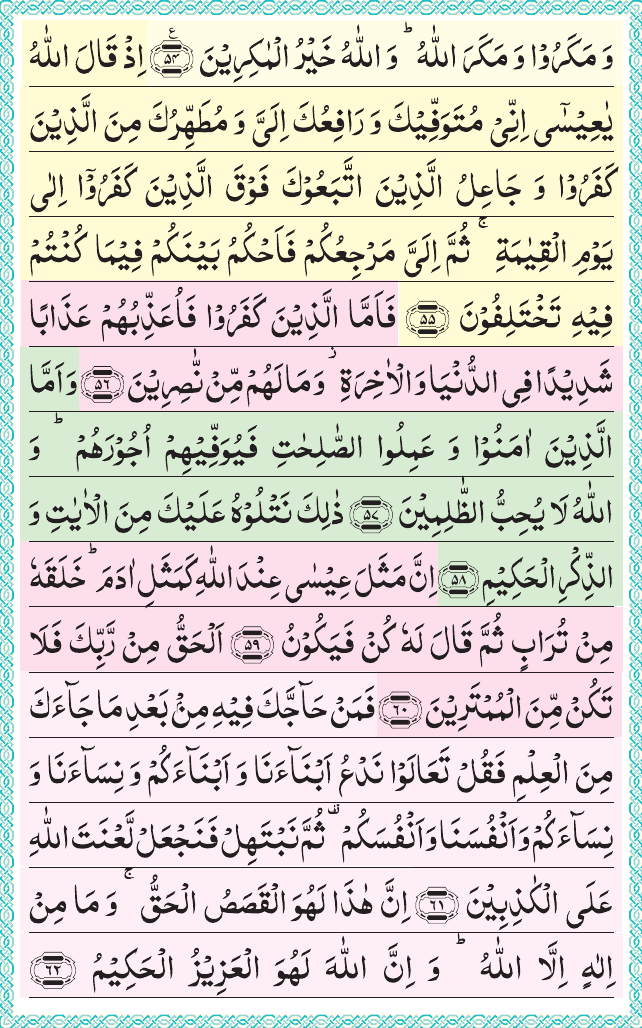 وَ مَكَرُوۡا وَ مَكَرَ اللّٰهُ ؕ وَ اللّٰهُ خَيۡرُ الۡمٰكِرِيۡنَ ﴿۵۴﴾ ع اِذۡ قَالَ اللّٰهُ
يٰعِيۡسٰۤى اِنِّىۡ مُتَوَفِّيۡكَ وَ رَافِعُكَ اِلَىَّ وَ مُطَهِّرُكَ مِنَ الَّذِيۡنَ
كَفَرُوۡا وَ جَاعِلُ الَّذِيۡنَ اتَّبَعُوۡكَ فَوۡقَ الَّذِيۡنَ كَفَرُوۡۤا اِلٰى
يَوۡمِ الۡقِيٰمَةِ ۚ ثُمَّ اِلَىَّ مَرۡجِعُكُمۡ فَاَحۡكُمُ بَيۡنَكُمۡ فِيۡمَا كُنۡتُمۡ
فِيۡهِ تَخۡتَلِفُوۡنَ ﴿۵۵﴾ فَاَمَّا الَّذِيۡنَ كَفَرُوۡا فَاُعَذِّبُهُمۡ عَذَابًا
شَدِيۡدًا فِى الدُّنۡيَا وَالۡاٰخِرَةِ ؗ وَمَا لَهُمۡ مِّنۡ نّٰصِرِيۡنَ ﴿۵۶﴾ وَاَمَّا
الَّذِيۡنَ اٰمَنُوۡا وَ عَمِلُوا الصّٰلِحٰتِ فَيُوَفِّيۡهِمۡ اُجُوۡرَهُمۡ ؕ وَ
اللّٰهُ لَا يُحِبُّ الظّٰلِمِيۡنَ ﴿۵۷﴾ ذٰلِكَ نَتۡلُوۡهُ عَلَيۡكَ مِنَ الۡاٰيٰتِ وَ
الذِّكۡرِ الۡحَكِيۡمِ ﴿۵۸﴾ اِنَّ مَثَلَ عِيۡسٰى عِنۡدَ اللّٰهِ كَمَثَلِ اٰدَمَ ؕ خَلَقَهٗ
مِنۡ تُرَابٍ ثُمَّ قَالَ لَهٗ كُنۡ فَيَكُوۡنُ ﴿۵۹﴾ اَلۡحَقُّ مِنۡ رَّبِّكَ فَلَا
تَكُنۡ مِّنَ الۡمُمۡتَرِيۡنَ ﴿۶۰﴾ فَمَنۡ حَآجَّكَ فِيۡهِ مِنۡۢ بَعۡدِ مَا جَآءَكَ
مِنَ الۡعِلۡمِ فَقُلۡ تَعَالَوۡا نَدۡعُ اَبۡنَآءَنَا وَ اَبۡنَآءَكُمۡ وَ نِسَآءَنَا وَ
نِسَآءَكُمۡ وَاَنۡفُسَنَا وَاَنۡفُسَكُمۡ ࣞ ثُمَّ نَبۡتَهِلۡ فَنَجۡعَلۡ لَّعۡنَتَ اللّٰهِ
عَلَى الۡكٰذِبِيۡنَ ﴿۶۱﴾ اِنَّ هٰذَا لَهُوَ الۡقَصَصُ الۡحَقُّ ۚ وَ مَا مِنۡ
اِلٰهٍ اِلَّا اللّٰهُ ؕ وَ اِنَّ اللّٰهَ لَهُوَ الۡعَزِيۡزُ الۡحَكِيۡمُ ﴿۶۲﴾